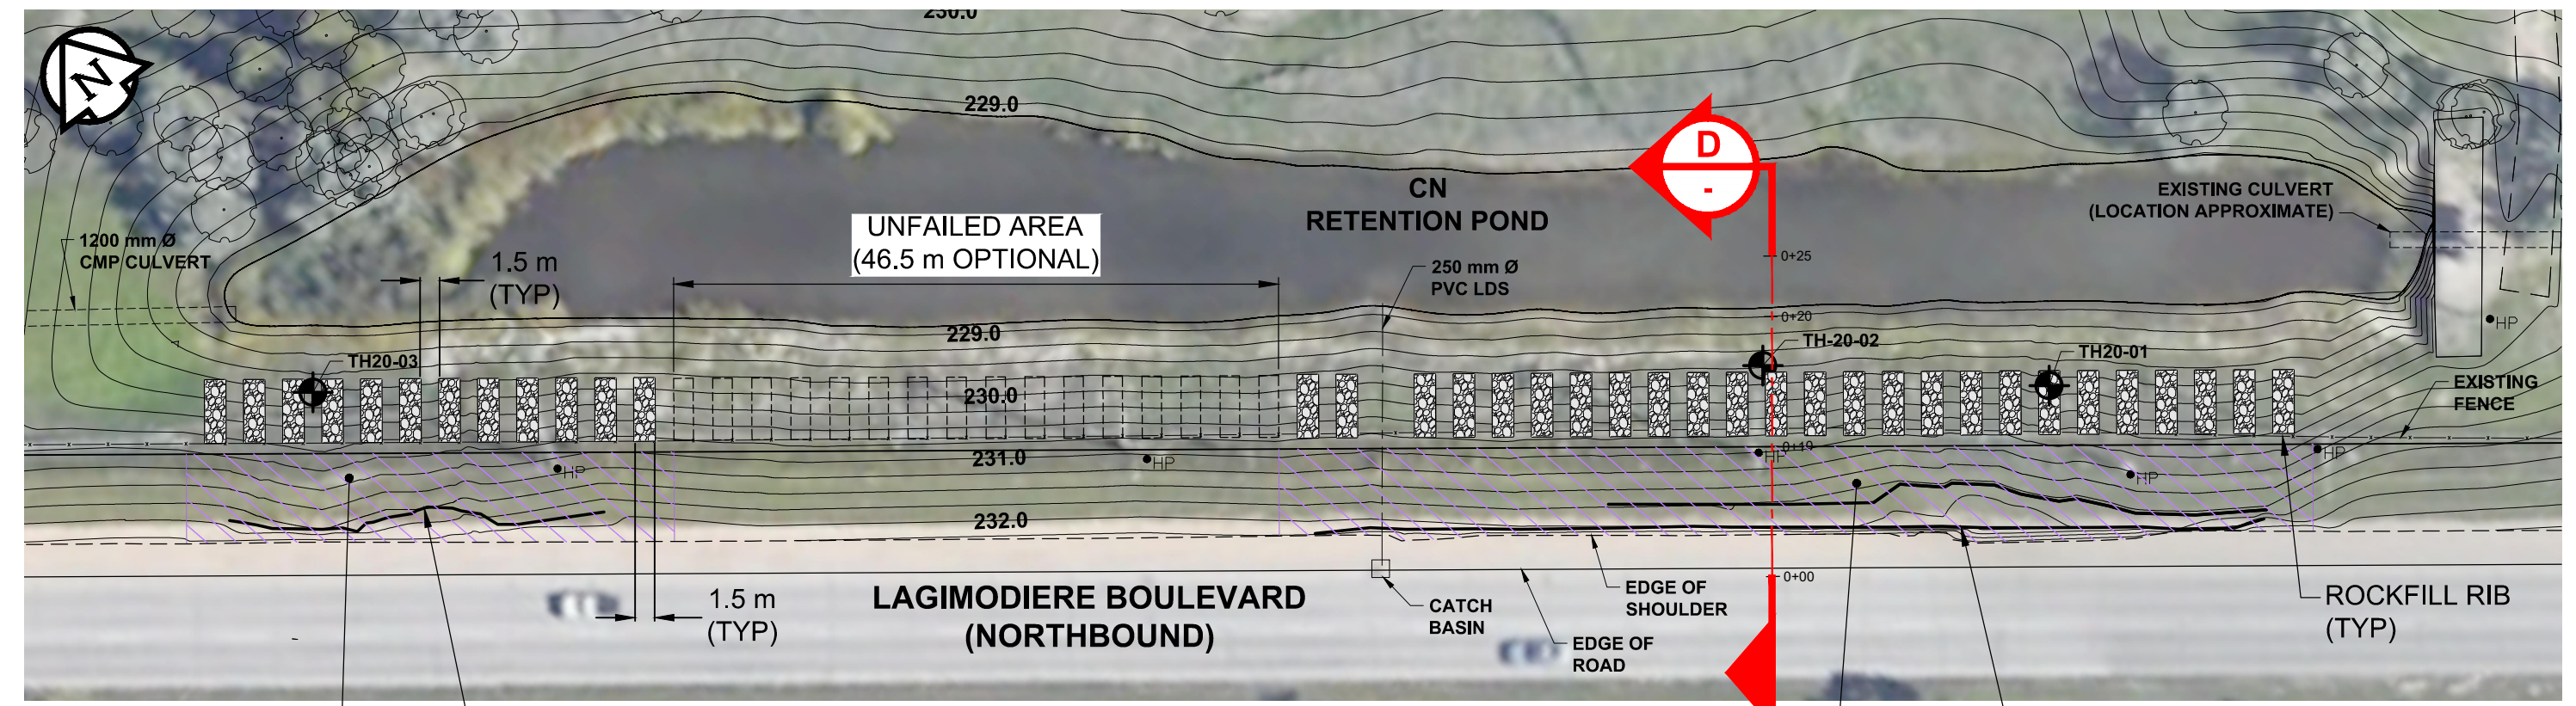 230.0
N
229.0
D
-
CN
RETENTION POND
EXISTING CULVERT
(LOCATION APPROXIMATE)
UNFAILED AREA
(46.5 m OPTIONAL)
1200 mm Ø
CMP CULVERT
1.5 m
(TYP)
250 mm Ø
PVC LDS
0+25
0+20
229.0
TH20-03
TH-20-02
TH20-01
HP
230.0
EXISTING
FENCE
231.0
HP
HP
HP
HP
HP
232.0
0+00
1.5 m
(TYP)
LAGIMODIERE BOULEVARD
(NORTHBOUND)
CATCH
BASIN
EDGE OF
SHOULDER
EDGE OF
ROAD
ROCKFILL RIB
(TYP)